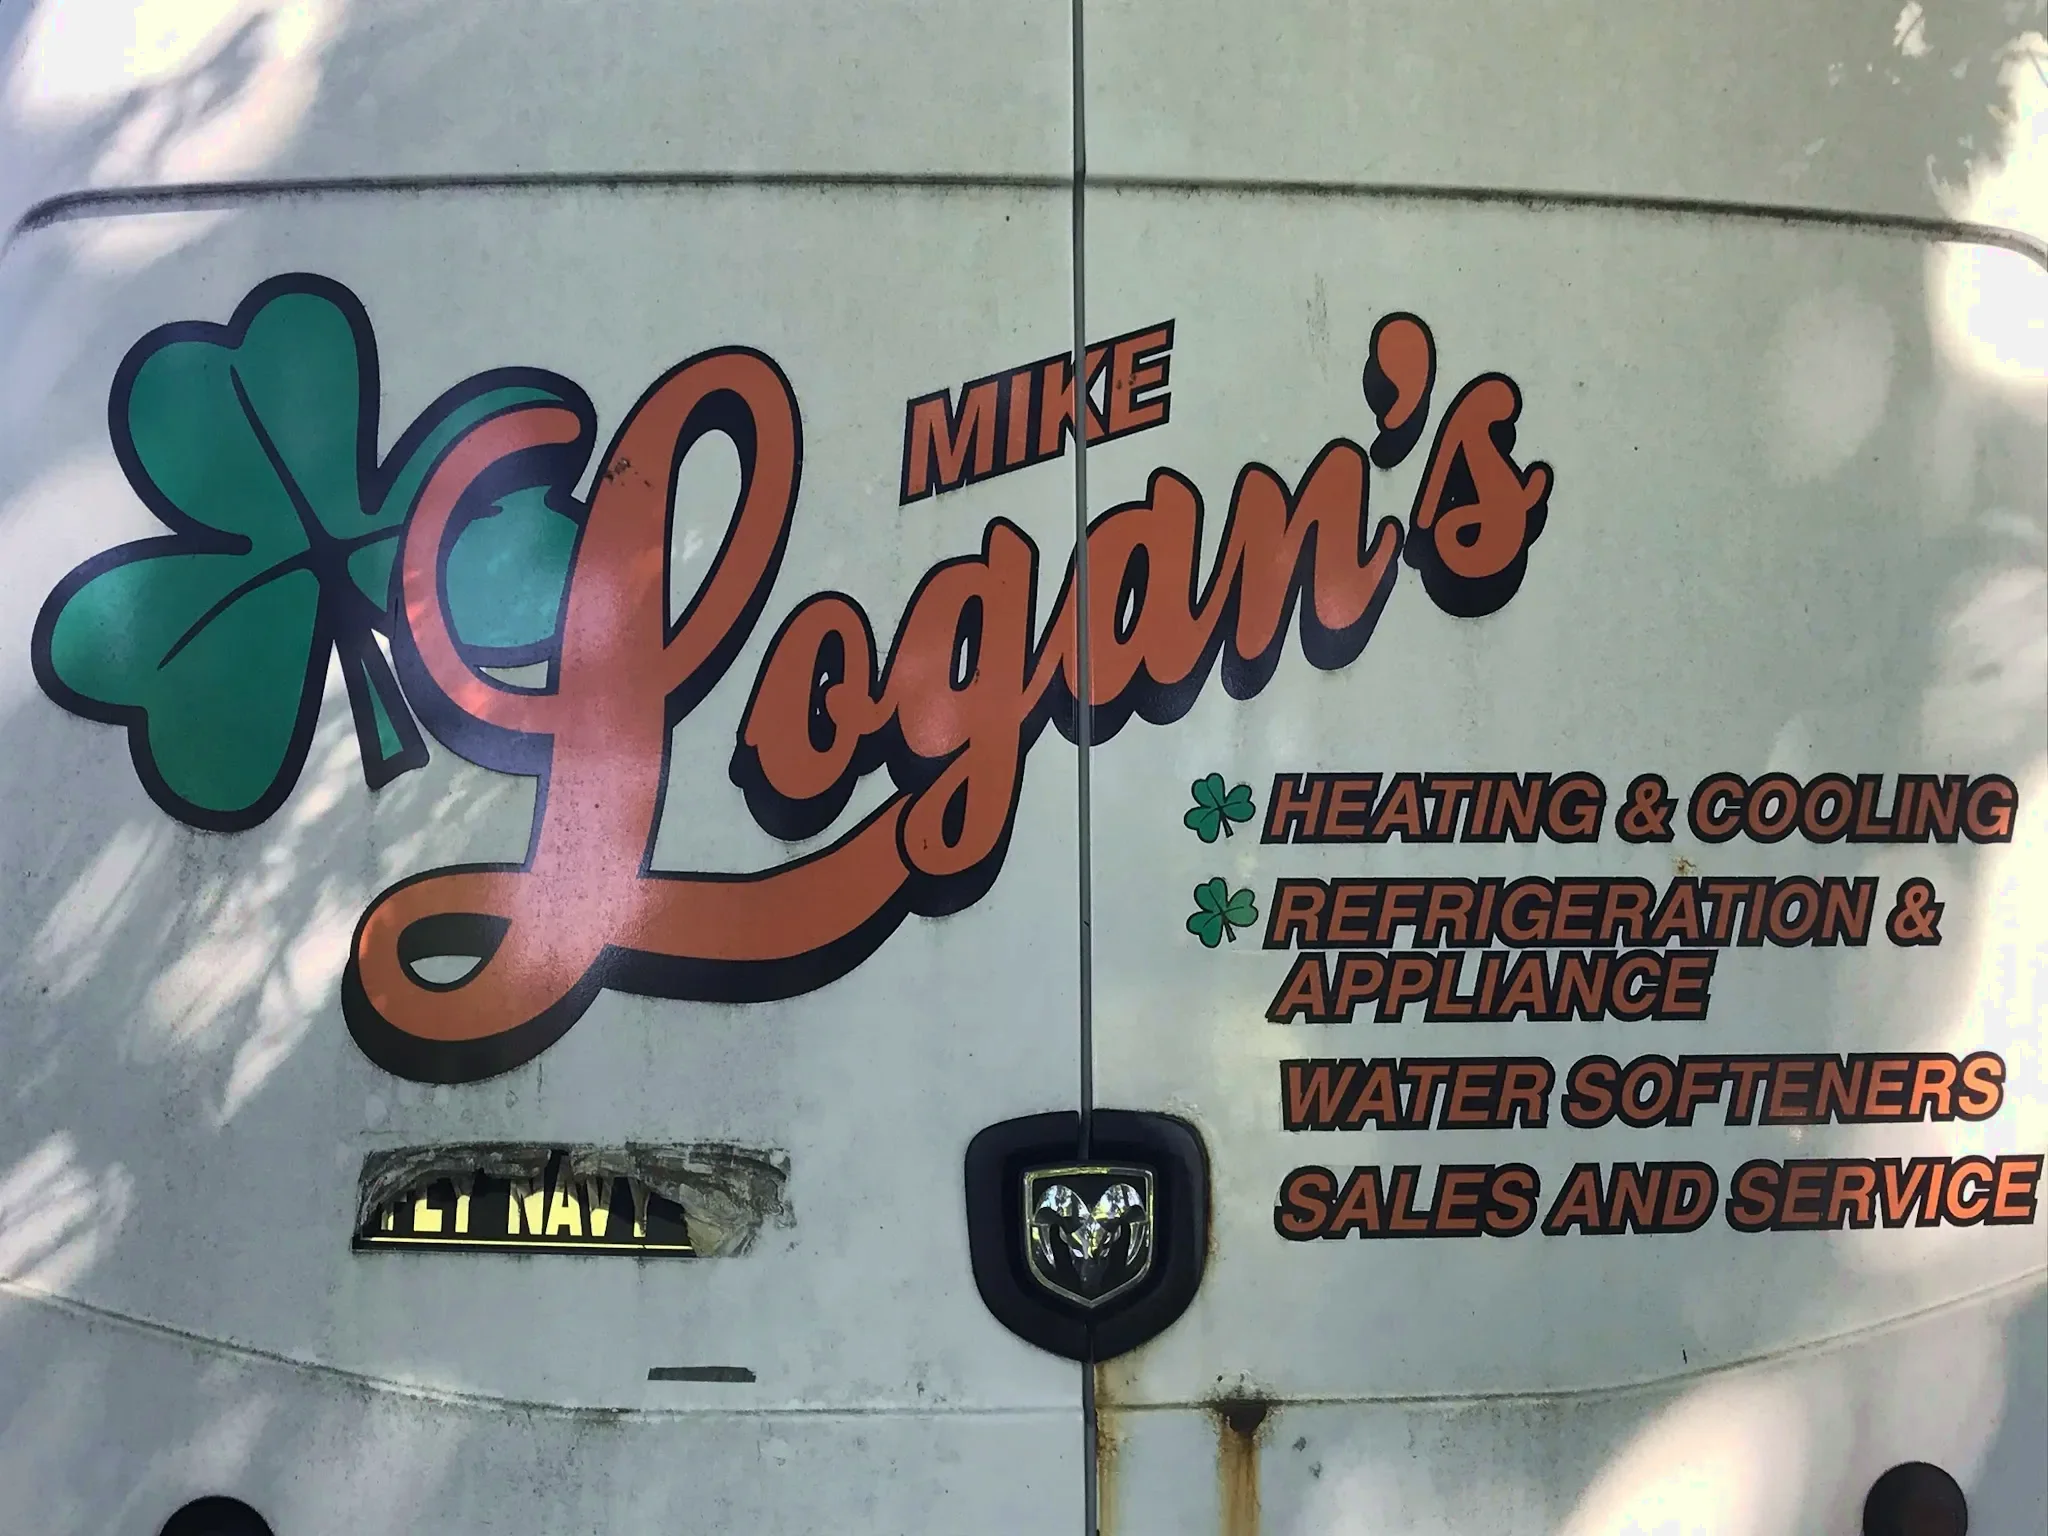 MIKE
Logan's
HEATING & COOLING
REFRIGERATION &
APPLIANCE
WATER SOFTENERS
SALES AND SERVICE
FLY NAVY